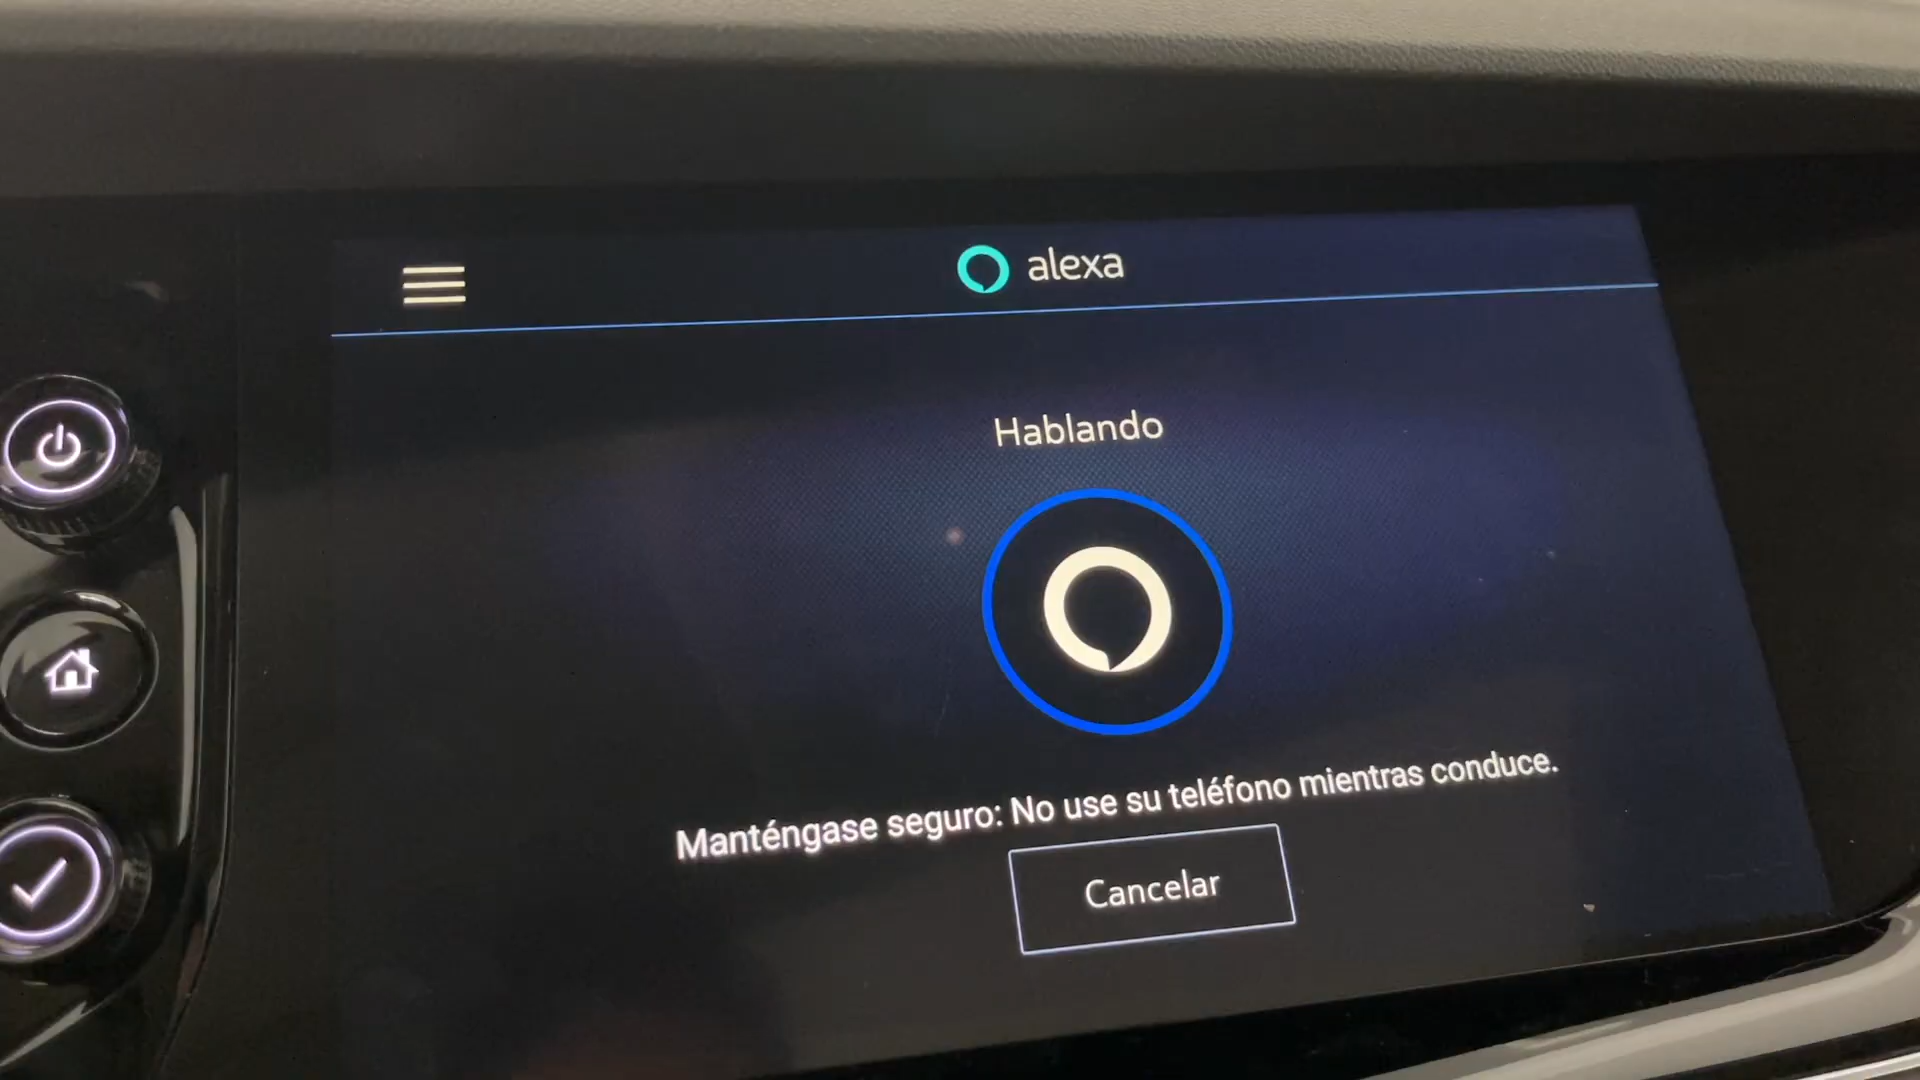 alexa
Hablando
Manténgase seguro: No use su teléfono mientras conduce.
Cancelar